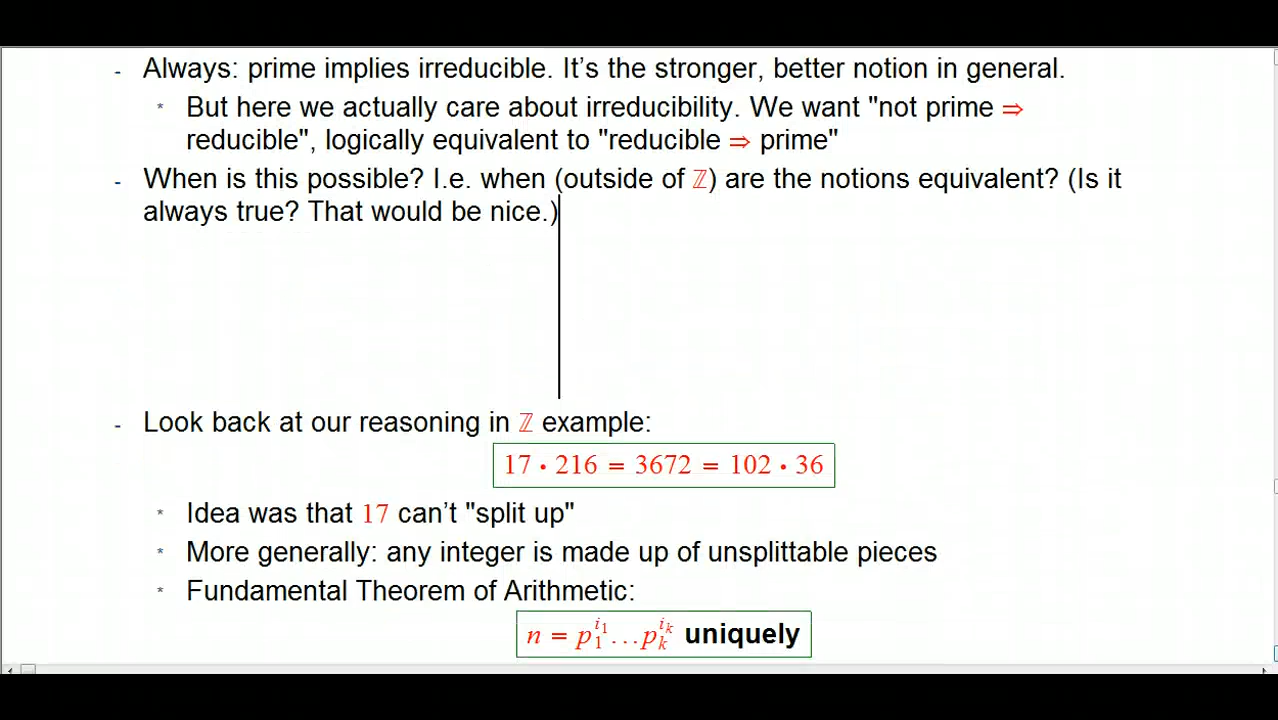 - Always: prime implies irreducible. It's the stronger, better notion in general.
* But here we actually care about irreducibility. We want "not prime ⇒
reducible", logically equivalent to "reducible ⇒ prime"
- When is this possible? I.e. when (outside of ℤ) are the notions equivalent? (Is it
always true? That would be nice.)
- Look back at our reasoning in ℤ example:
17 · 216 = 3672 = 102 · 36
* Idea was that 17 can't "split up"
* More generally: any integer is made up of unsplittable pieces
* Fundamental Theorem of Arithmetic:
n = p_1^{i_1} ... p_k^{i_k} uniquely